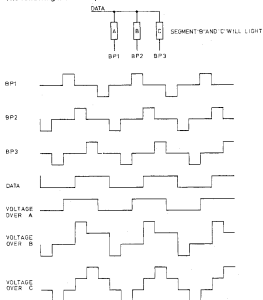 DATA
A B C SEGMENT 'B' AND 'C' WILL LIGHT
BP1 BP2 BP3
BP1
BP2
BP3
DATA
VOLTAGE
OVER A
VOLTAGE
OVER B
VOLTAGE
OVER C